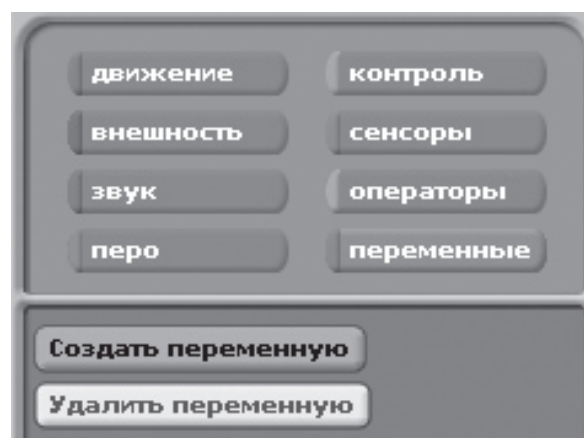 движение контроль
внешность сенсоры
звук операторы
перо переменные
Создать переменную
Удалить переменную